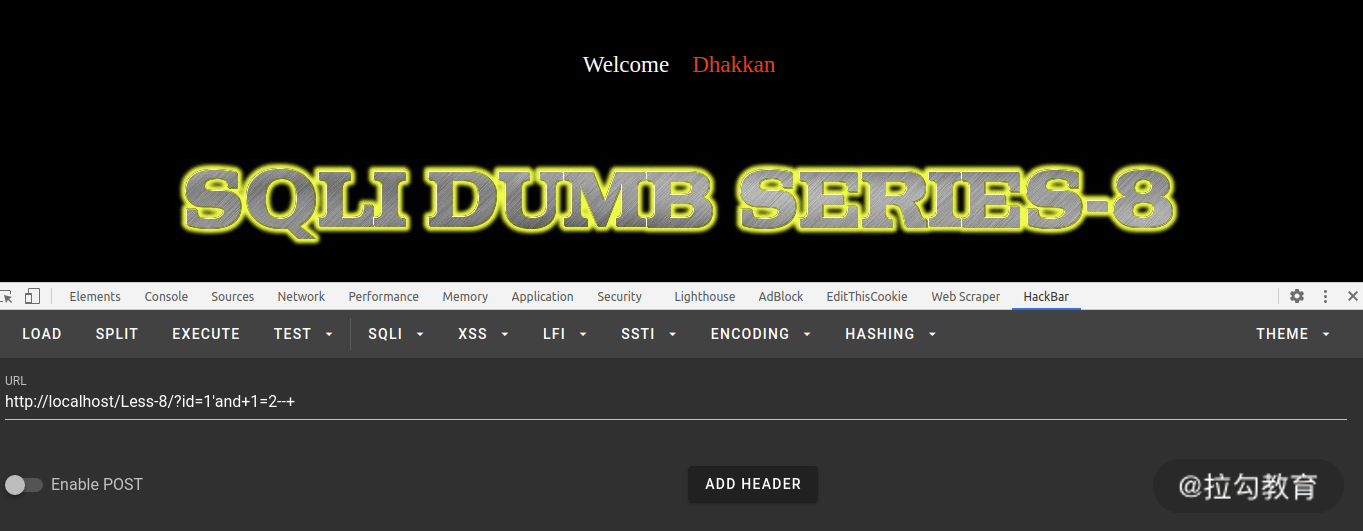 Welcome Dhakkan
SQLI DUMB SERIES-8
Elements Console Sources Network Performance Memory Application Security Lighthouse AdBlock EditThisCookie Web Scraper HackBar
LOAD SPLIT EXECUTE TEST SQLI XSS LFI SSTI ENCODING HASHING THEME
URL
http://localhost/Less-8/?id=1'and+1=2--+
Enable POST ADD HEADER
@拉勾教育